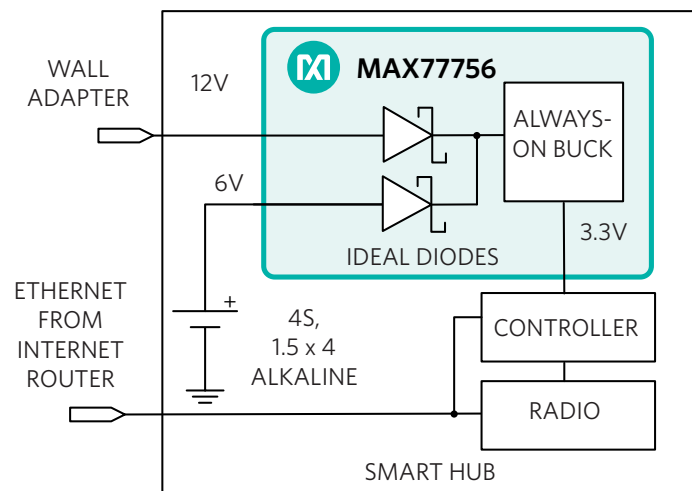 MAX77756
WALL
ADAPTER
12V
ALWAYS-
ON BUCK
6V
3.3V
IDEAL DIODES
ETHERNET
FROM
INTERNET
ROUTER
+
4S,
1.5 x 4
ALKALINE
CONTROLLER
RADIO
SMART HUB